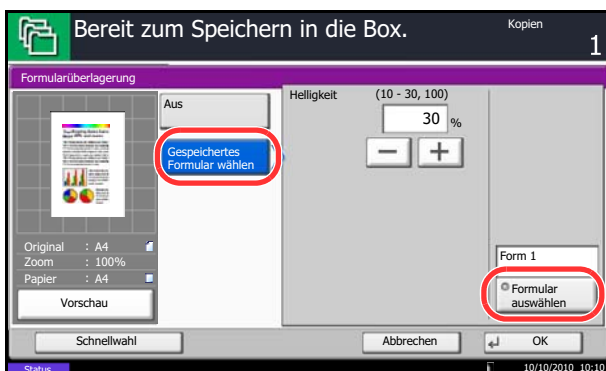 Bereit zum Speichern in die Box.
Kopien
1
Formularüberlagerung
Aus
Gespeichertes
Formular wählen
Helligkeit
(10 - 30, 100)
30 %
Original : A4
Zoom : 100%
Papier : A4
Vorschau
Form 1
Formular
auswählen
Schnellwahl
Abbrechen
OK
Status
10/10/2010 10:10